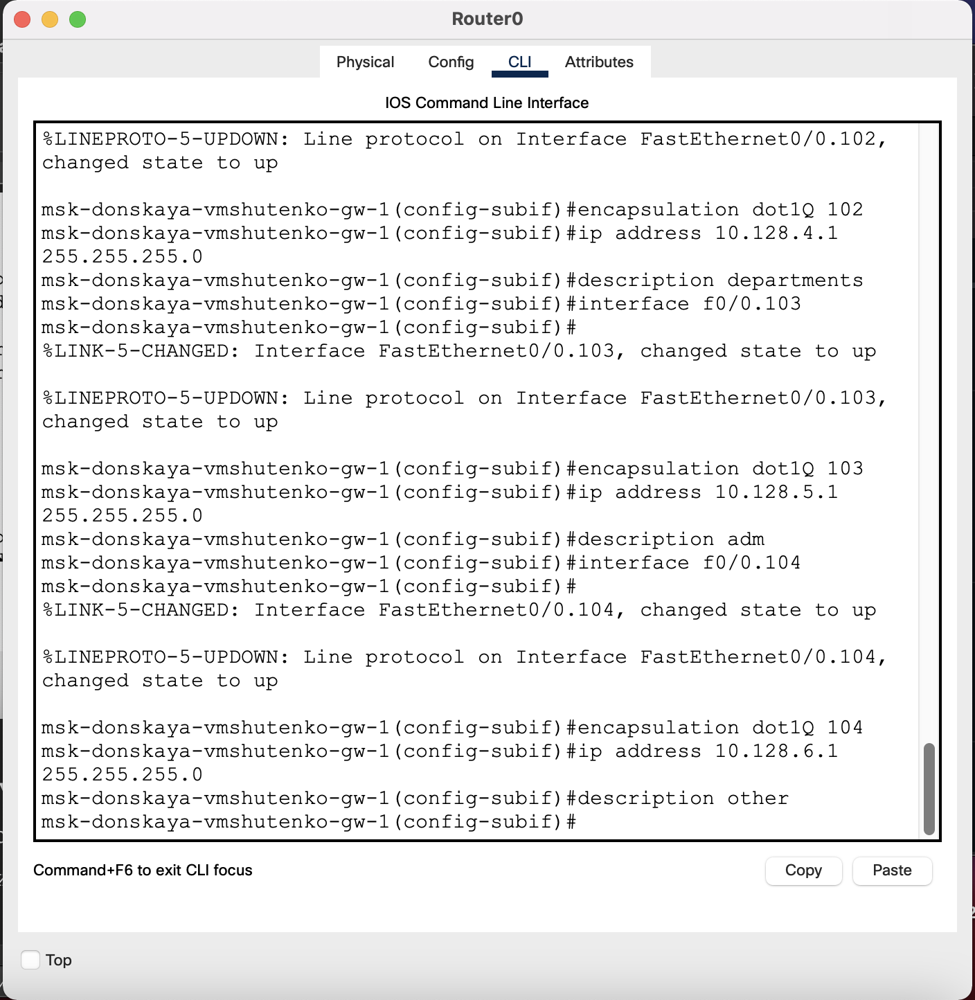 Router0
Physical Config CLI Attributes
IOS Command Line Interface
%LINEPROTO-5-UPDOWN: Line protocol on Interface FastEthernet0/0.102,
changed state to up
msk-donskaya-vmshutenko-gw-1(config-subif)#encapsulation dot1Q 102
msk-donskaya-vmshutenko-gw-1(config-subif)#ip address 10.128.4.1
255.255.255.0
msk-donskaya-vmshutenko-gw-1(config-subif)#description departments
msk-donskaya-vmshutenko-gw-1(config-subif)#interface f0/0.103
msk-donskaya-vmshutenko-gw-1(config-subif)#
%LINK-5-CHANGED: Interface FastEthernet0/0.103, changed state to up
%LINEPROTO-5-UPDOWN: Line protocol on Interface FastEthernet0/0.103,
changed state to up
msk-donskaya-vmshutenko-gw-1(config-subif)#encapsulation dot1Q 103
msk-donskaya-vmshutenko-gw-1(config-subif)#ip address 10.128.5.1
255.255.255.0
msk-donskaya-vmshutenko-gw-1(config-subif)#description adm
msk-donskaya-vmshutenko-gw-1(config-subif)#interface f0/0.104
msk-donskaya-vmshutenko-gw-1(config-subif)#
%LINK-5-CHANGED: Interface FastEthernet0/0.104, changed state to up
%LINEPROTO-5-UPDOWN: Line protocol on Interface FastEthernet0/0.104,
changed state to up
msk-donskaya-vmshutenko-gw-1(config-subif)#encapsulation dot1Q 104
msk-donskaya-vmshutenko-gw-1(config-subif)#ip address 10.128.6.1
255.255.255.0
msk-donskaya-vmshutenko-gw-1(config-subif)#description other
msk-donskaya-vmshutenko-gw-1(config-subif)#
Command+F6 to exit CLI focus
Copy Paste
Top